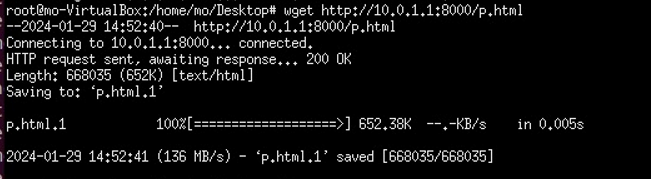 root@mo-VirtualBox:/home/mo/Desktop# wget http://10.0.1.1:8000/p.html
--2024-01-29 14:52:40--  http://10.0.1.1:8000/p.html
Connecting to 10.0.1.1:8000... connected.
HTTP request sent, awaiting response... 200 OK
Length: 668035 (652K) [text/html]
Saving to: ‘p.html.1’
p.html.1            100%[===================>] 652.38K  --.-KB/s    in 0.005s
2024-01-29 14:52:41 (136 MB/s) - ‘p.html.1’ saved [668035/668035]